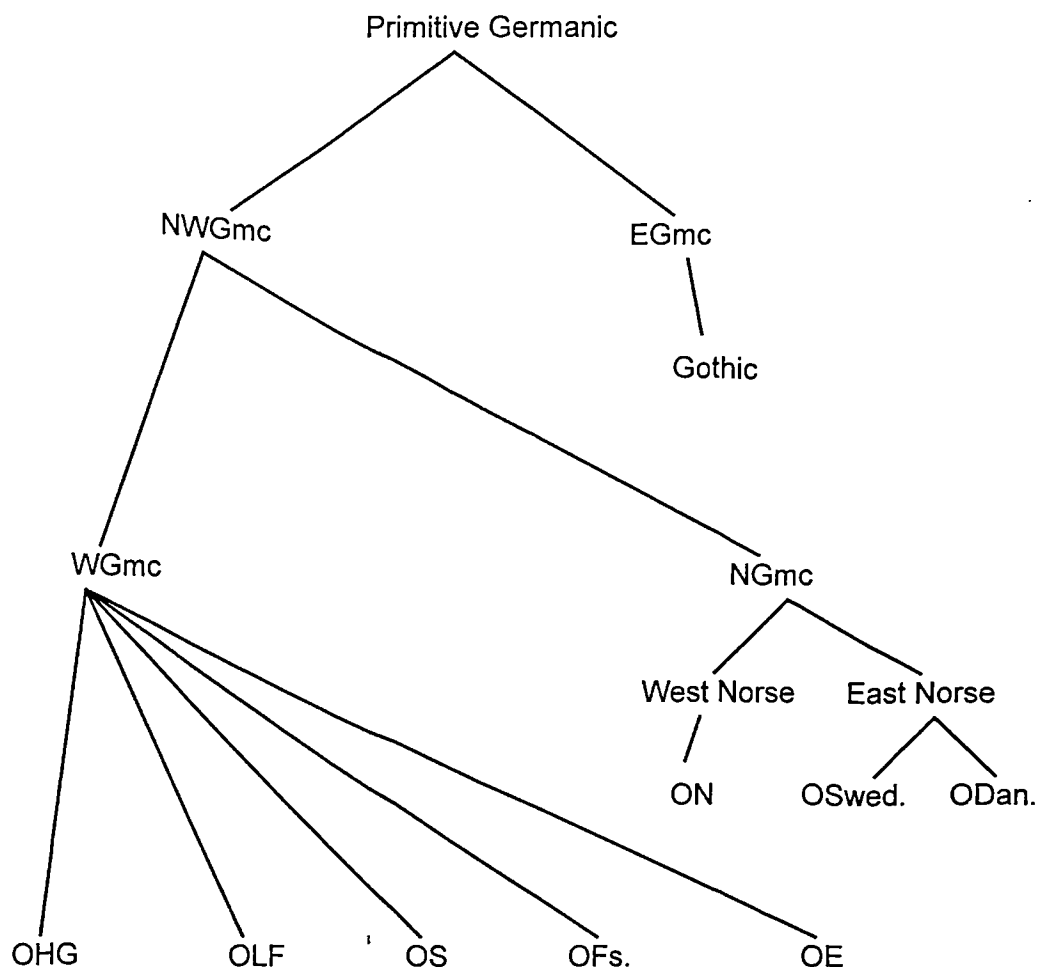 Primitive Germanic
NWGmc
EGmc
Gothic
WGmc
NGmc
West Norse
East Norse
ON
OSwed.
ODan.
OHG
OLF
OS
OFs.
OE